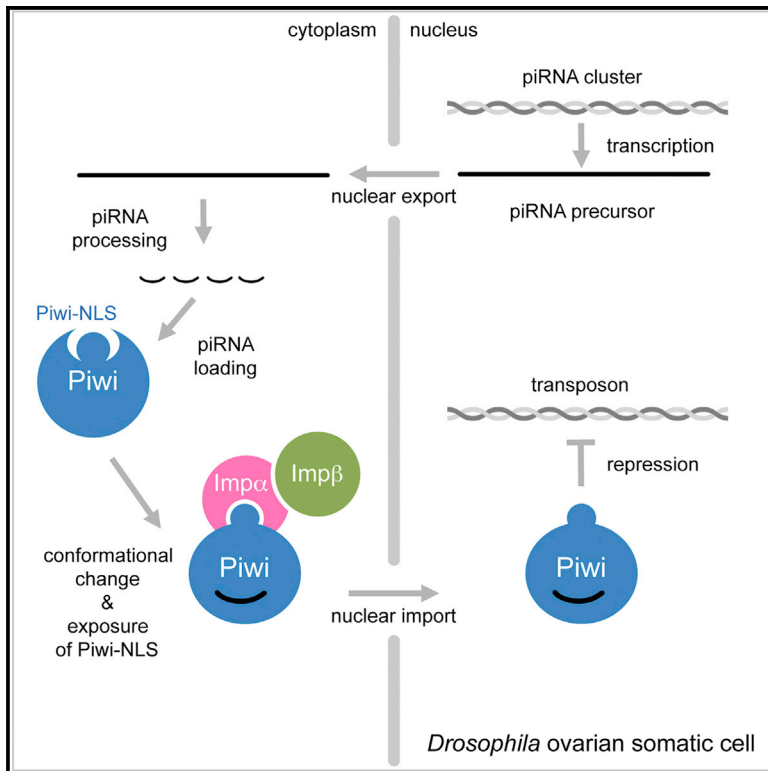 cytoplasm
nucleus
piRNA cluster
transcription
nuclear export
piRNA precursor
piRNA
processing
Piwi-NLS
piRNA
loading
Piwi
transposon
repression
Impα
Impβ
Piwi
Piwi
conformational
change
&
exposure
of Piwi-NLS
nuclear import
Drosophila ovarian somatic cell